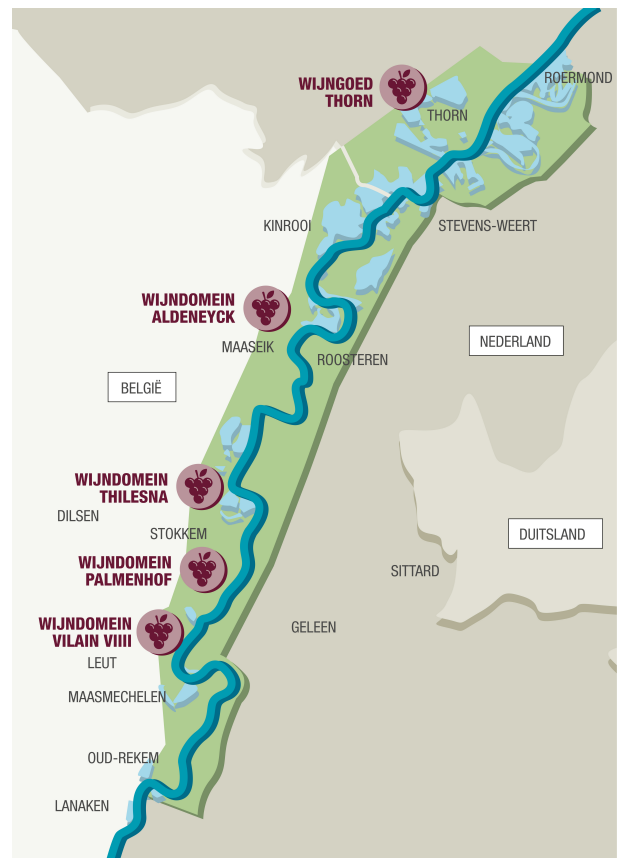 ROERMOND
WIJNGOED
THORN
THORN
KINROOI
STEVENS-WEERT
WIJNDOMEIN
ALDENEYCK
MAASEIK
ROOSTEREN
NEDERLAND
BELGIË
WIJNDOMEIN
THILESNA
DILSEN
STOKKEM
DUITSLAND
WIJNDOMEIN
PALMENHOF
SITTARD
WIJNDOMEIN
VILAIN VIIII
GELEEN
LEUT
MAASMECHELEN
OUD-REKEM
LANAKEN